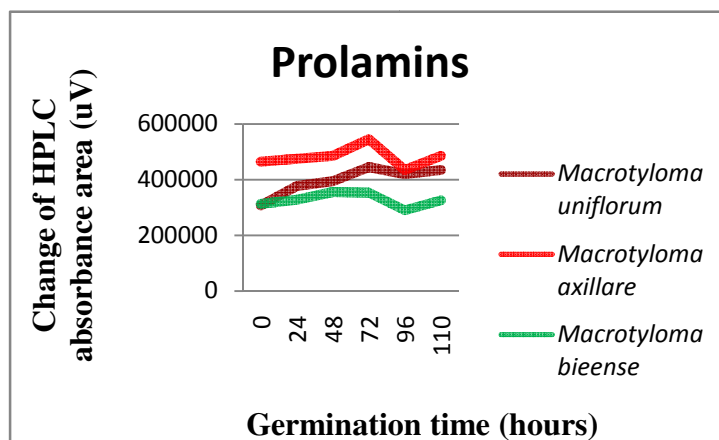 Prolamins
Change of HPLC
absorbance area (uV)
600000
400000
200000
0
0
24
48
72
96
110
Germination time (hours)
Macrotyloma
uniflorum
Macrotyloma
axillare
Macrotyloma
bieense